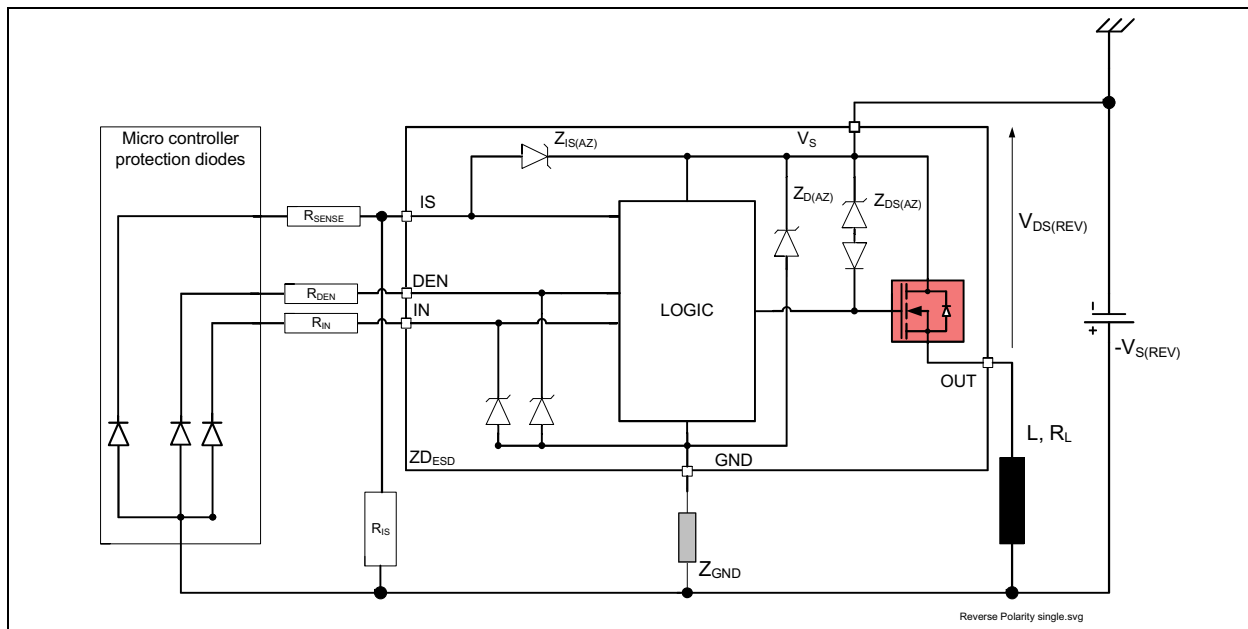 Micro controller
protection diodes
Z_IS(AZ)
V_S
Z_D(AZ)
Z_DS(AZ)
V_DS(REV)
R_SENSE
IS
R_DEN
DEN
R_IN
IN
LOGIC
-
+
-V_S(REV)
OUT
L, R_L
ZD_ESD
GND
R_IS
Z_GND
Reverse Polarity single.svg